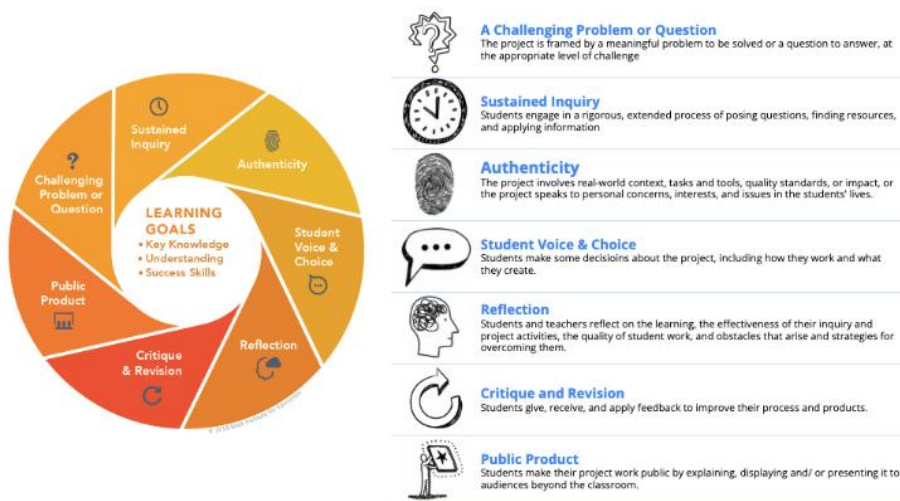 Sustained
Inquiry
Authenticity
?
Challenging
Problem or
Question
LEARNING
GOALS
• Key Knowledge
• Understanding
• Success Skills
Student
Voice &
Choice
Public
Product
Critique
& Revision
Reflection
A Challenging Problem or Question
The project is framed by a meaningful problem to be solved or a question to answer, at
the appropriate level of challenge
Sustained Inquiry
Students engage in a rigorous, extended process of posing questions, finding resources,
and applying information
Authenticity
The project involves real-world context, tasks and tools, quality standards, or impact, or
the project speaks to personal concerns, interests, and issues in the students' lives.
Student Voice & Choice
Students make some decisioins about the project, including how they work and what
they create.
Reflection
Students and teachers reflect on the learning, the effectiveness of their inquiry and
project activities, the quality of student work, and obstacles that arise and strategies for
overcoming them.
Critique and Revision
Students give, receive, and apply feedback to improve their process and products.
Public Product
Students make their project work public by explaining, displaying and/ or presenting it to
audiences beyond the classroom.